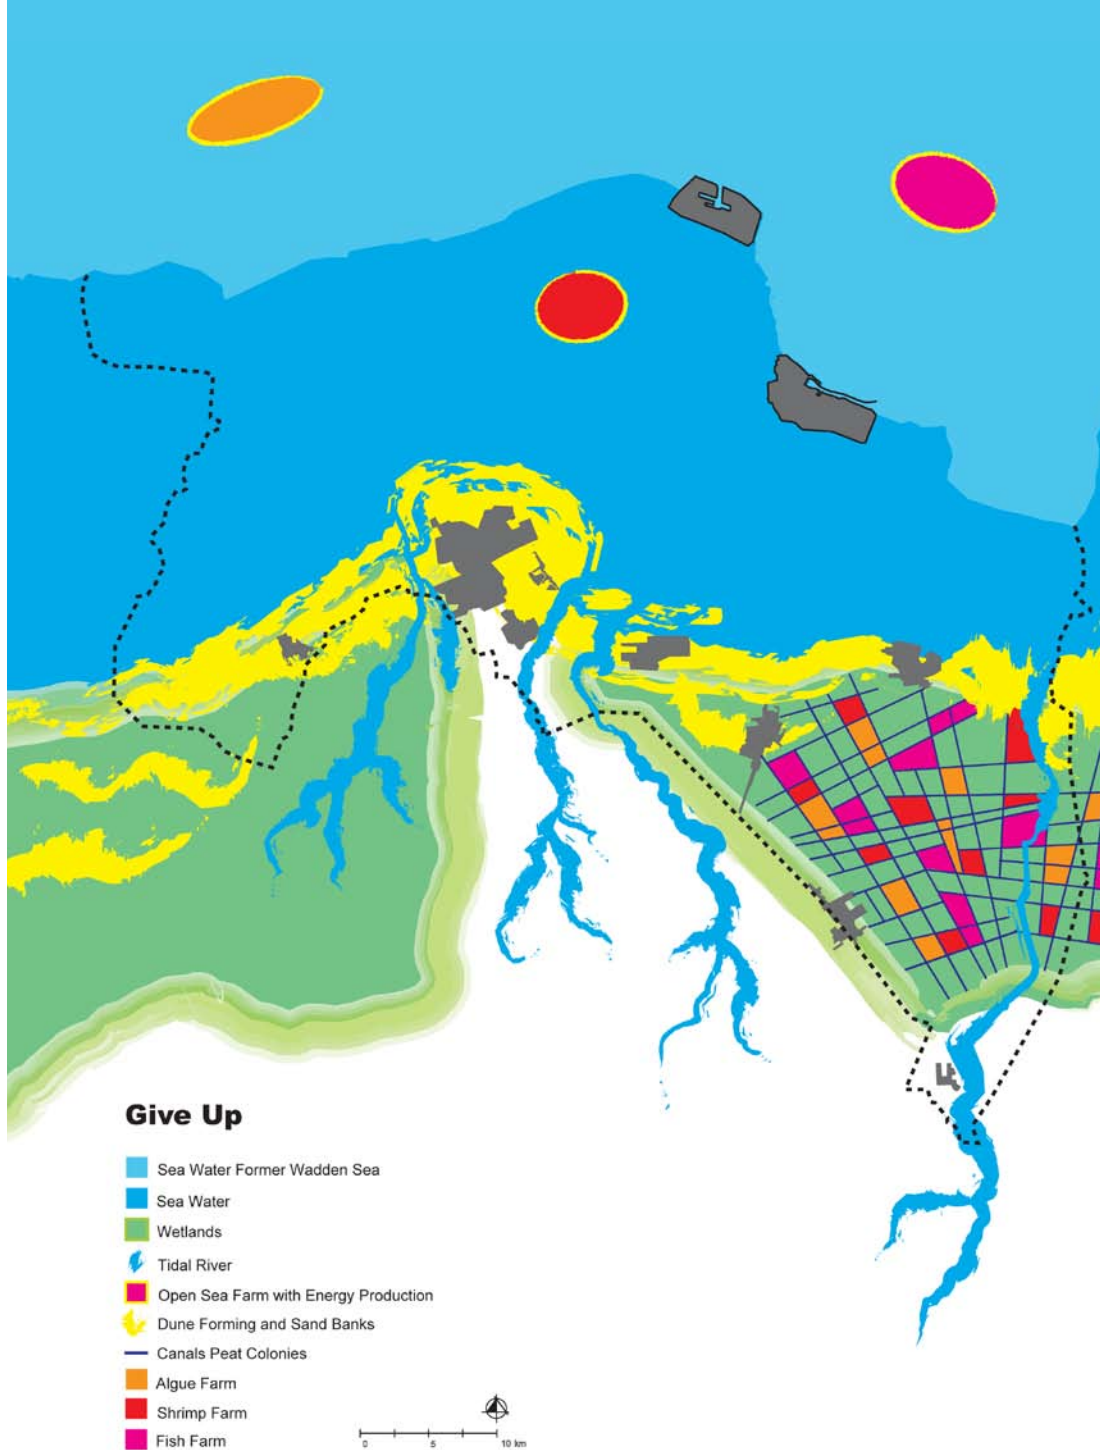 Give Up
Sea Water Former Wadden Sea
Sea Water
Wetlands
Tidal River
Open Sea Farm with Energy Production
Dune Forming and Sand Banks
Canals Peat Colonies
Algue Farm
Shrimp Farm
Fish Farm
0 5 10 km